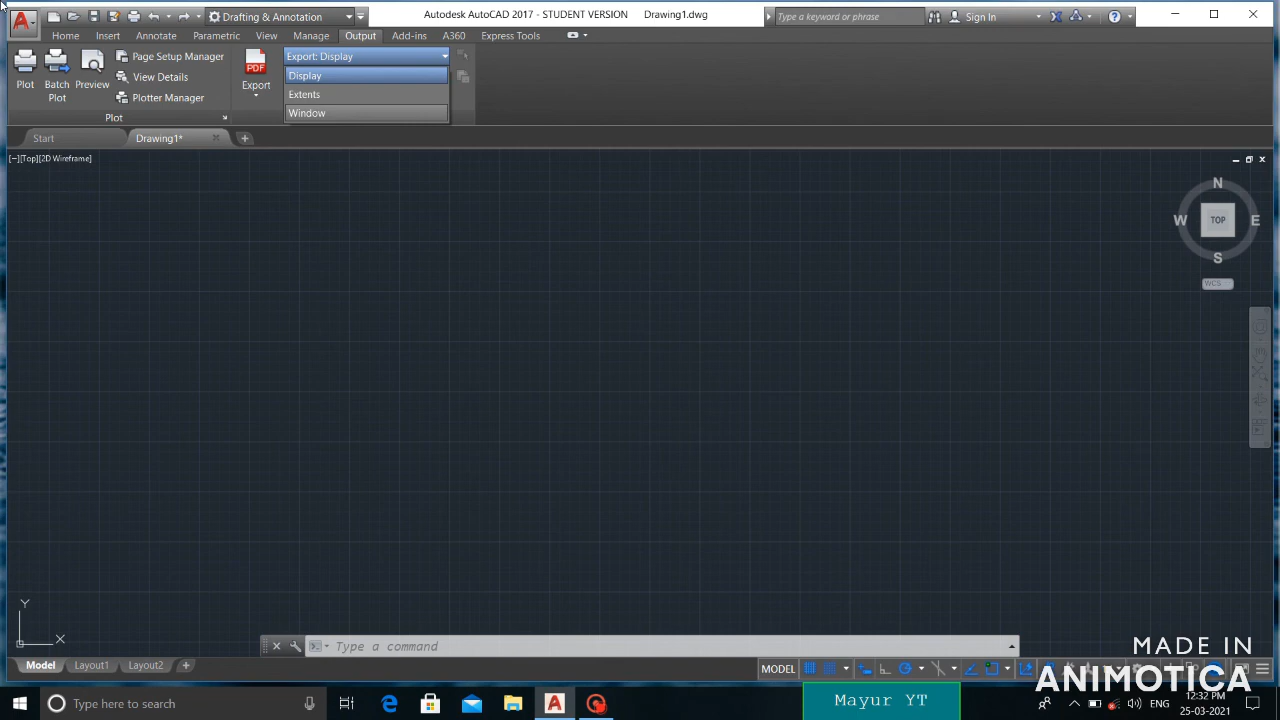 Drafting & Annotation
Autodesk AutoCAD 2017 - STUDENT VERSION Drawing1.dwg
Type a keyword or phrase
Sign In
Home Insert Annotate Parametric View Manage Output Add-ins A360 Express Tools
Plot
Batch Plot
Preview
Page Setup Manager
View Details
Plotter Manager
PDF
Export
Export: Display
Display
Extents
Window
Plot
Start
Drawing1*
[−][Top][2D Wireframe]
N
W TOP E
S
WCS
Y
X
Type a command
MADE IN
ANIMOTICA
Model Layout1 Layout2
MODEL
Type here to search
Mayur YT
ENG
12:32 PM
25-03-2021